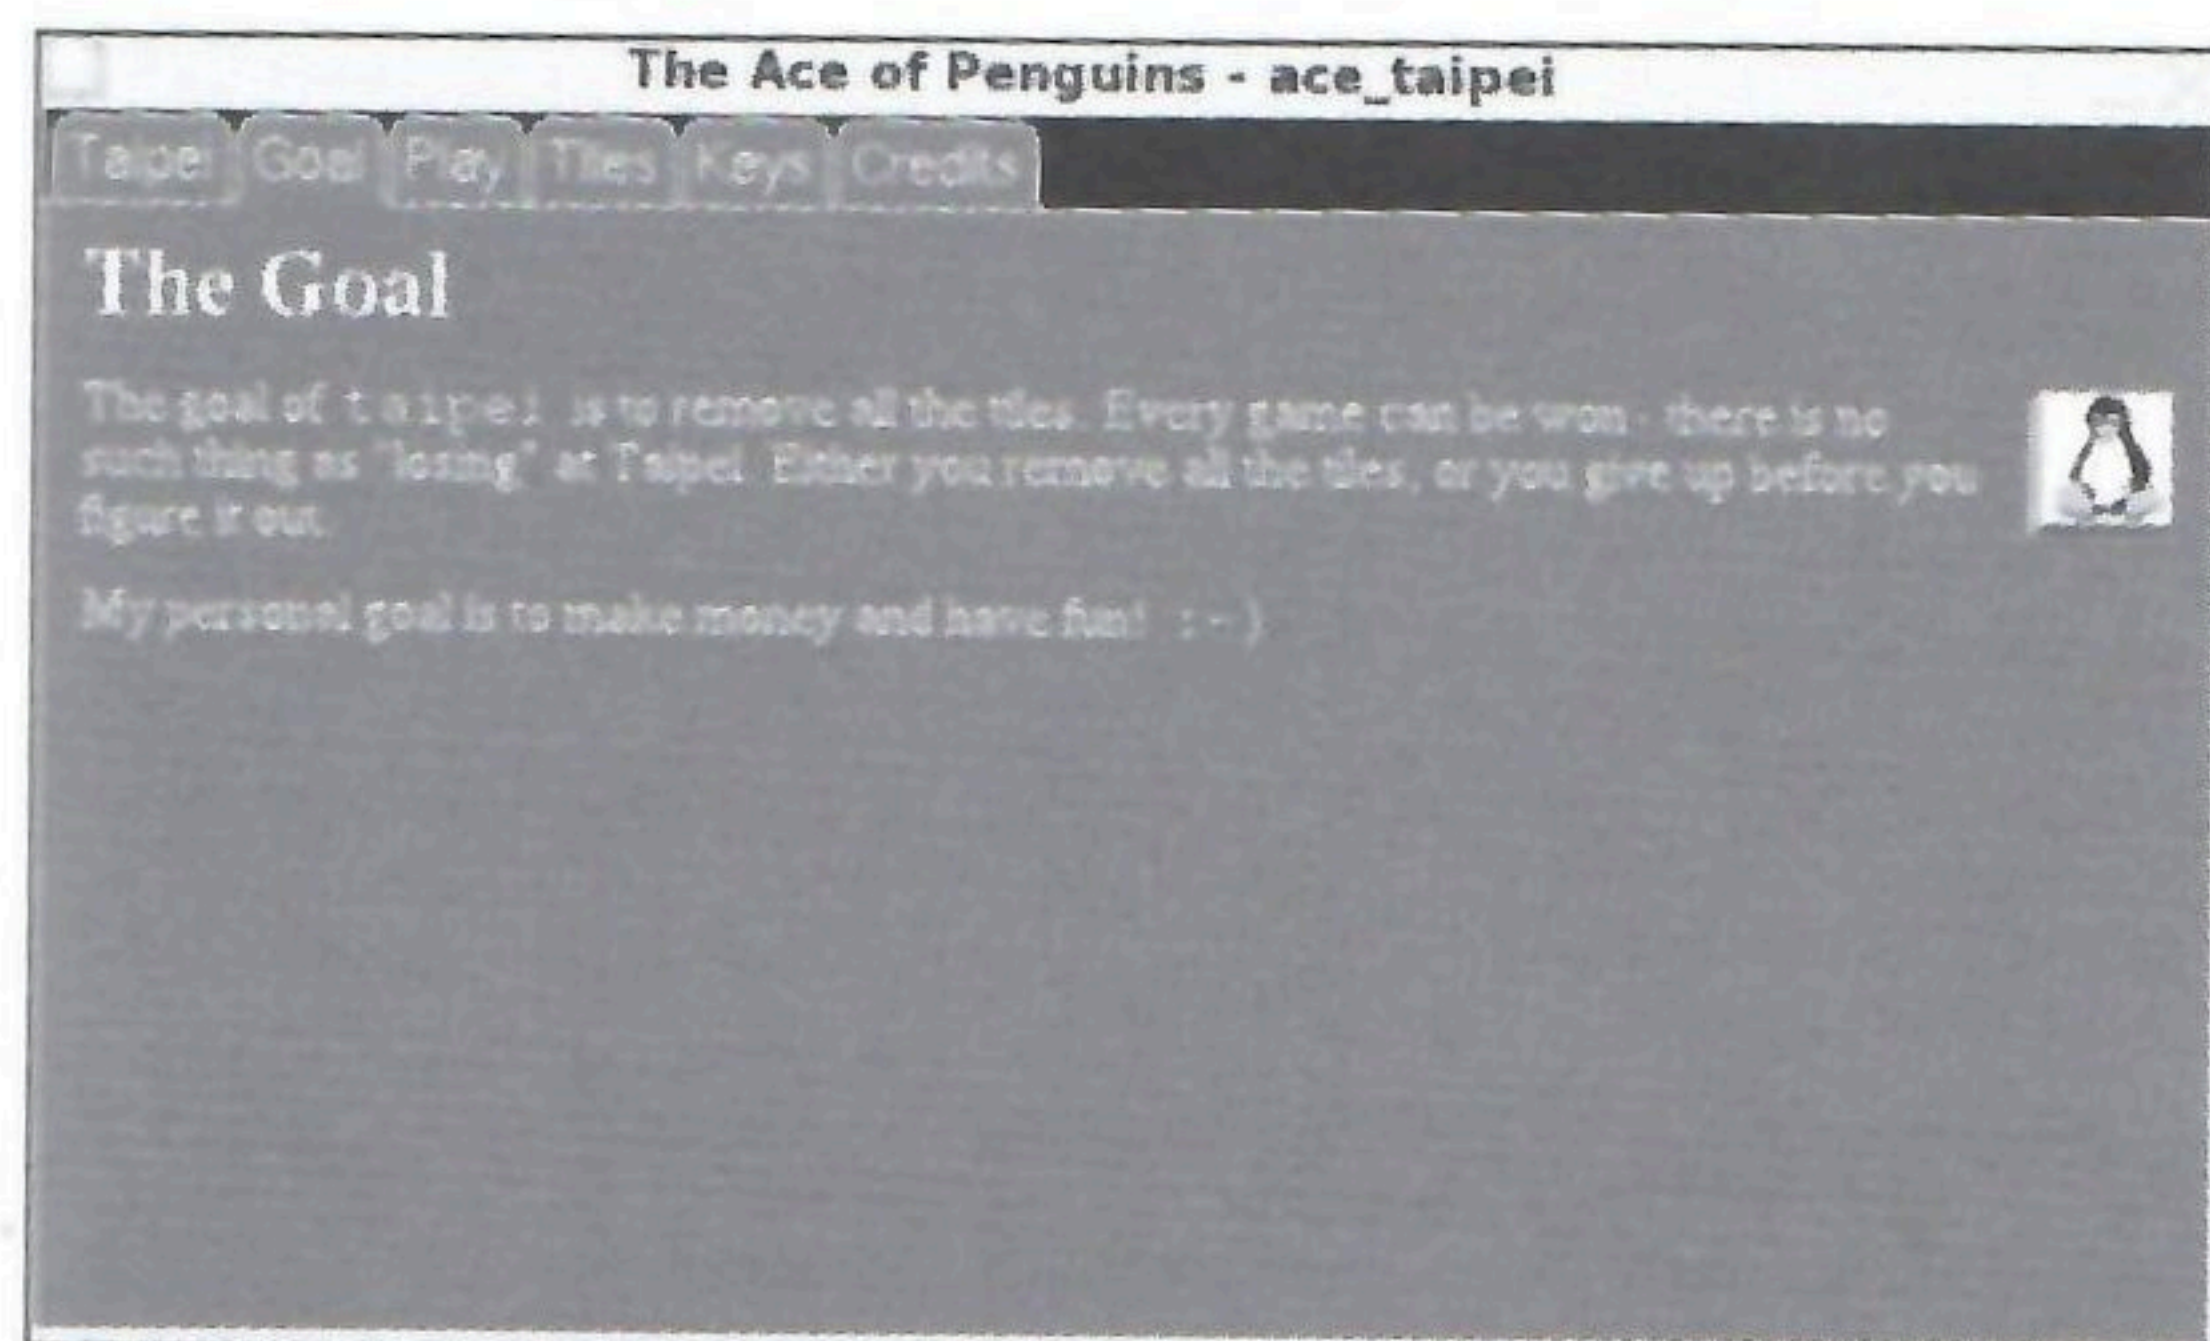 The Ace of Penguins - ace_taipei
Taipei Goal Play Tiles Keys Credits
The Goal
The goal of taipei is to remove all the tiles. Every game can be won - there is no
such thing as "losing" at Taipei. Either you remove all the tiles, or you give up before you
figure it out.
My personal goal is to make money and have fun! :-)